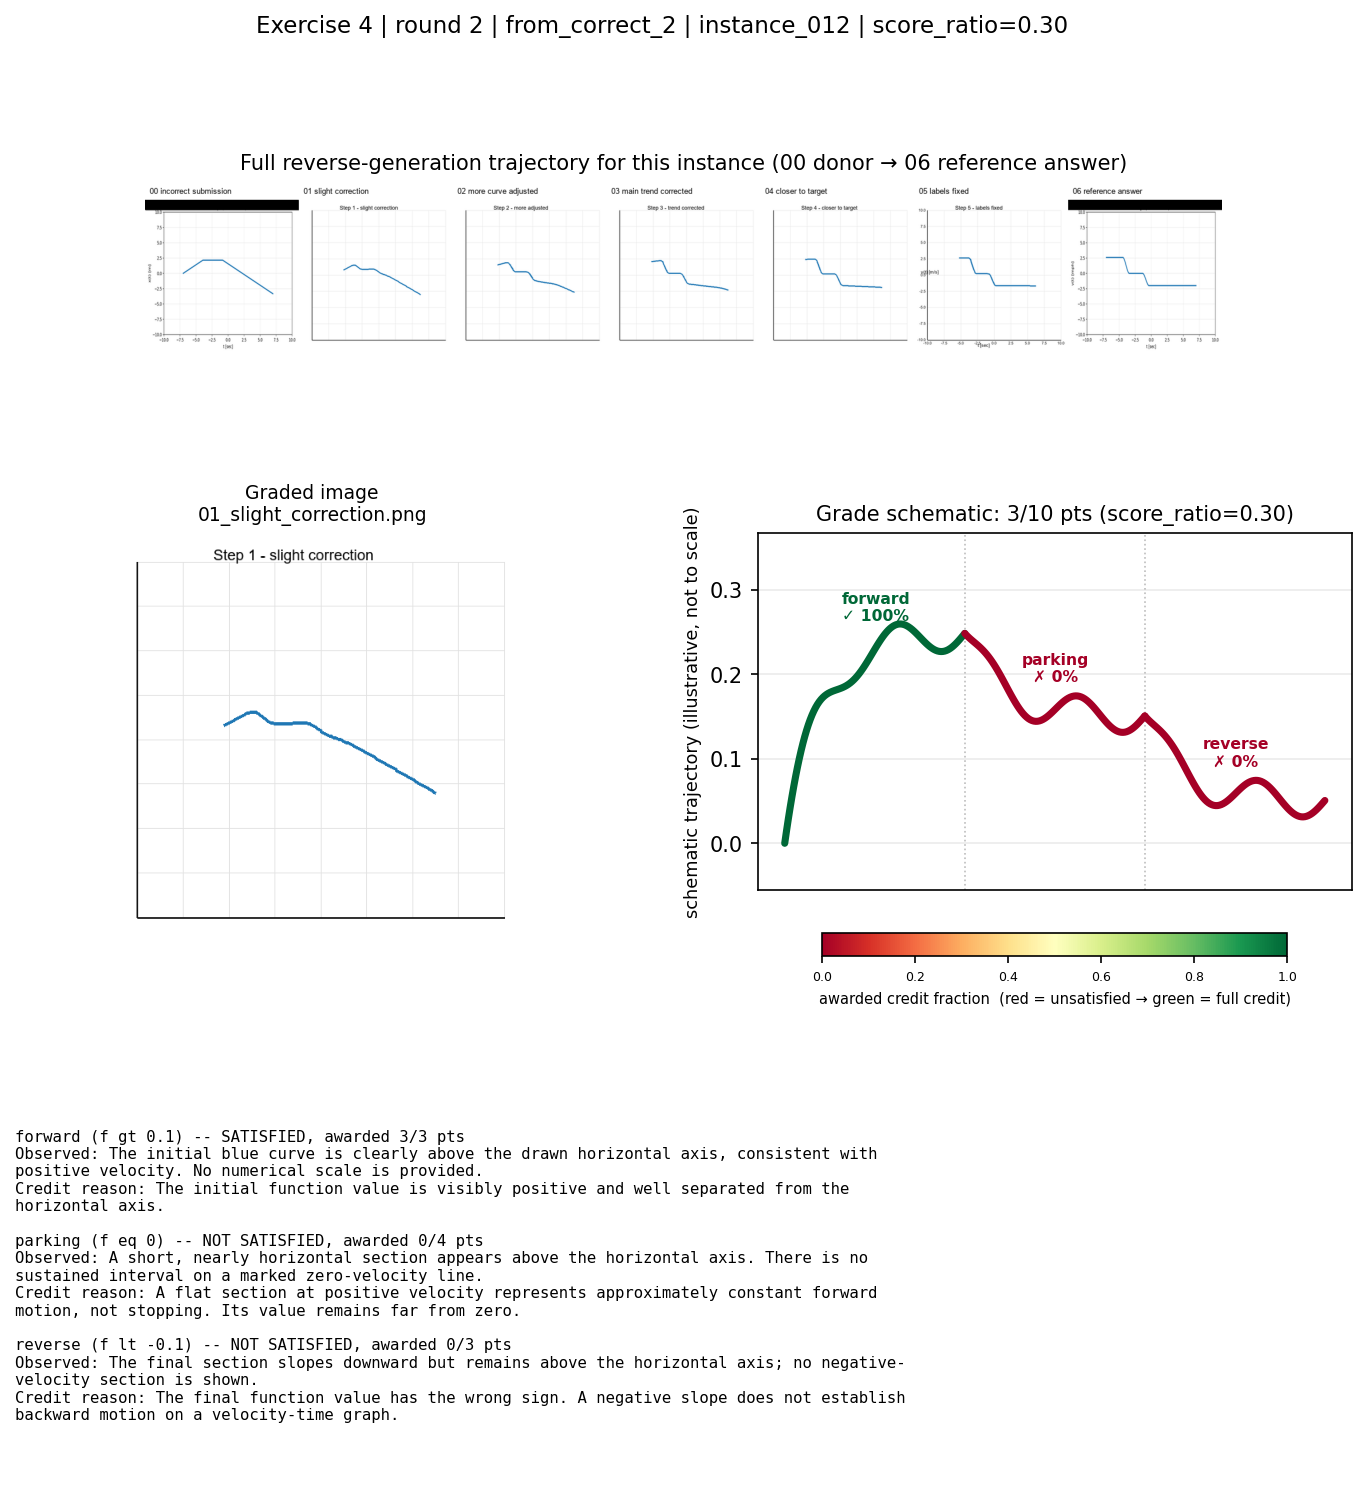 Exercise 4 | round 2 | from_correct_2 | instance_012 | score_ratio=0.30
Full reverse-generation trajectory for this instance (00 donor → 06 reference answer)
00 incorrect submission
01 slight correction
02 more curve adjusted
03 main trend corrected
04 closer to target
05 labels fixed
06 reference answer
Step 1 - slight correction
Step 2 - more adjusted
Step 3 - trend corrected
Step 4 - closer to target
Step 5 - labels fixed
Graded image
01_slight_correction.png
Step 1 - slight correction
Grade schematic: 3/10 pts (score_ratio=0.30)
schematic trajectory (illustrative, not to scale)
0.3
0.2
0.1
0.0
forward
✓ 100%
parking
✗ 0%
reverse
✗ 0%
0.0 0.2 0.4 0.6 0.8 1.0
awarded credit fraction  (red = unsatisfied → green = full credit)
forward (f gt 0.1) -- SATISFIED, awarded 3/3 pts
Observed: The initial blue curve is clearly above the drawn horizontal axis, consistent with
positive velocity. No numerical scale is provided.
Credit reason: The initial function value is visibly positive and well separated from the
horizontal axis.
parking (f eq 0) -- NOT SATISFIED, awarded 0/4 pts
Observed: A short, nearly horizontal section appears above the horizontal axis. There is no
sustained interval on a marked zero-velocity line.
Credit reason: A flat section at positive velocity represents approximately constant forward
motion, not stopping. Its value remains far from zero.
reverse (f lt -0.1) -- NOT SATISFIED, awarded 0/3 pts
Observed: The final section slopes downward but remains above the horizontal axis; no negative-
velocity section is shown.
Credit reason: The final function value has the wrong sign. A negative slope does not establish
backward motion on a velocity-time graph.